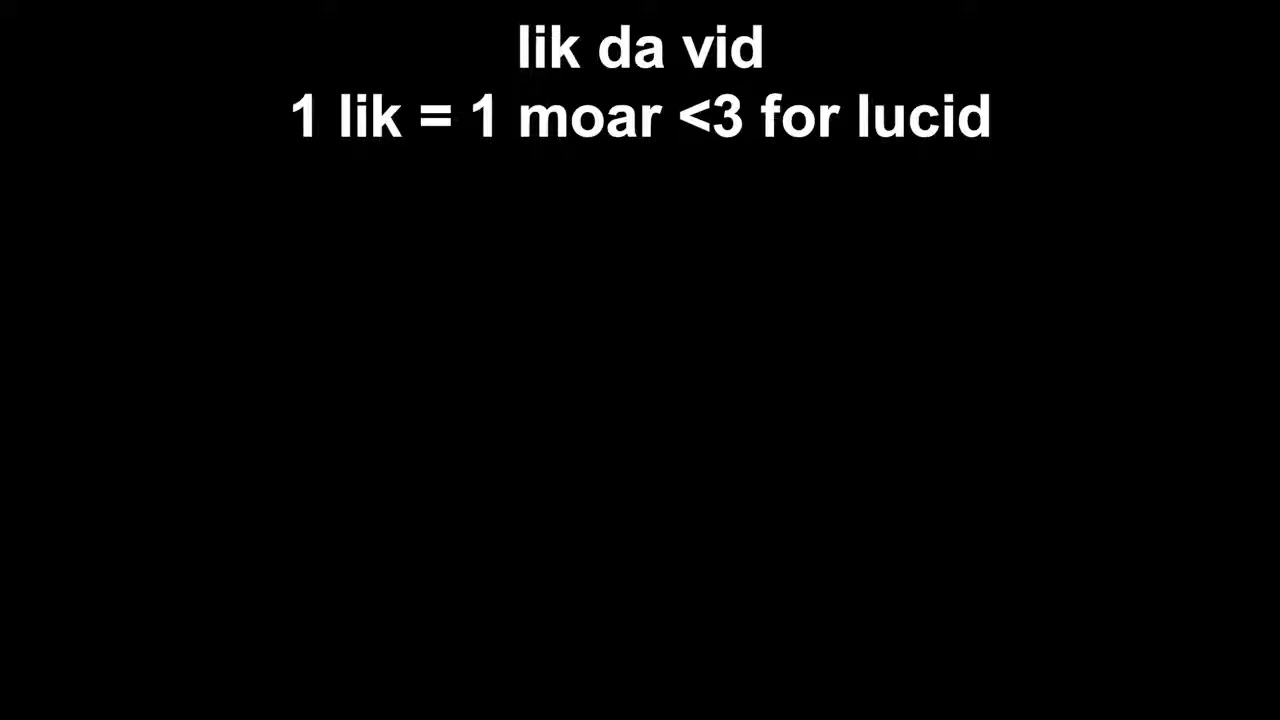 lik da vid
1 lik = 1 moar <3 for lucid